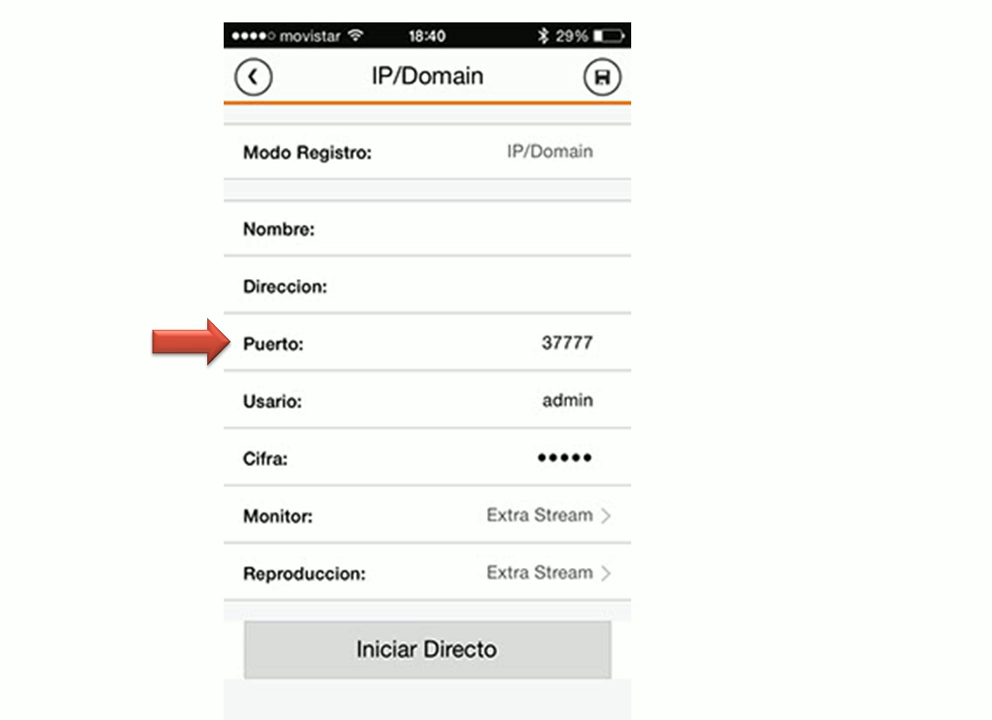 movistar 18:40 29%
IP/Domain
Modo Registro: IP/Domain
Nombre:
Direccion:
Puerto: 37777
Usario: admin
Cifra: •••••
Monitor: Extra Stream
Reproduccion: Extra Stream
Iniciar Directo